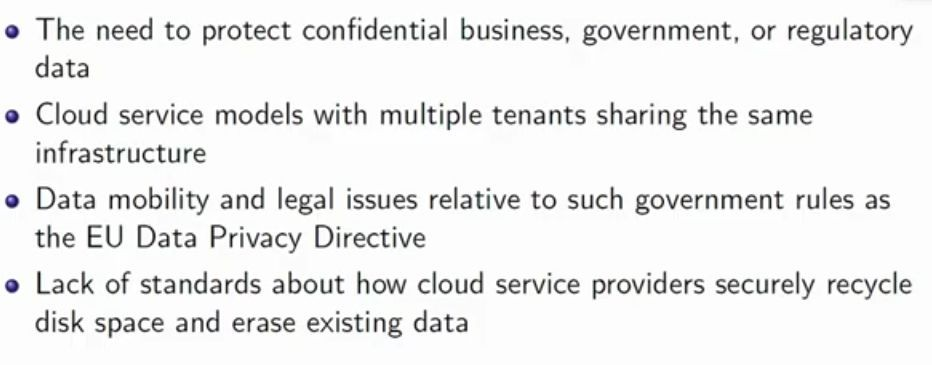 • The need to protect confidential business, government, or regulatory
data
• Cloud service models with multiple tenants sharing the same
infrastructure
• Data mobility and legal issues relative to such government rules as
the EU Data Privacy Directive
• Lack of standards about how cloud service providers securely recycle
disk space and erase existing data